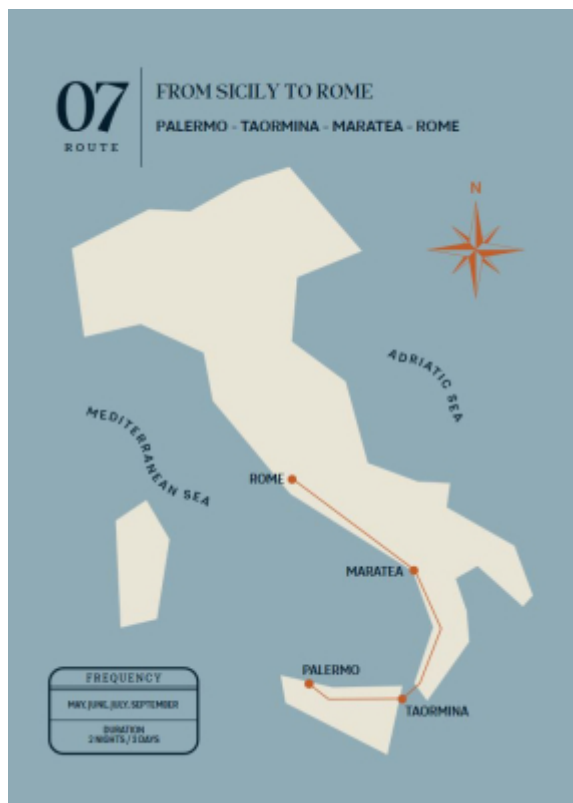 07
ROUTE
FROM SICILY TO ROME
PALERMO - TAORMINA - MARATEA - ROME
N
ADRIATIC SEA
MEDITERRANEAN SEA
ROME
MARATEA
PALERMO
TAORMINA
FREQUENCY
MAY, JUNE, JULY, SEPTEMBER
DURATION
2 NIGHTS / 3 DAYS